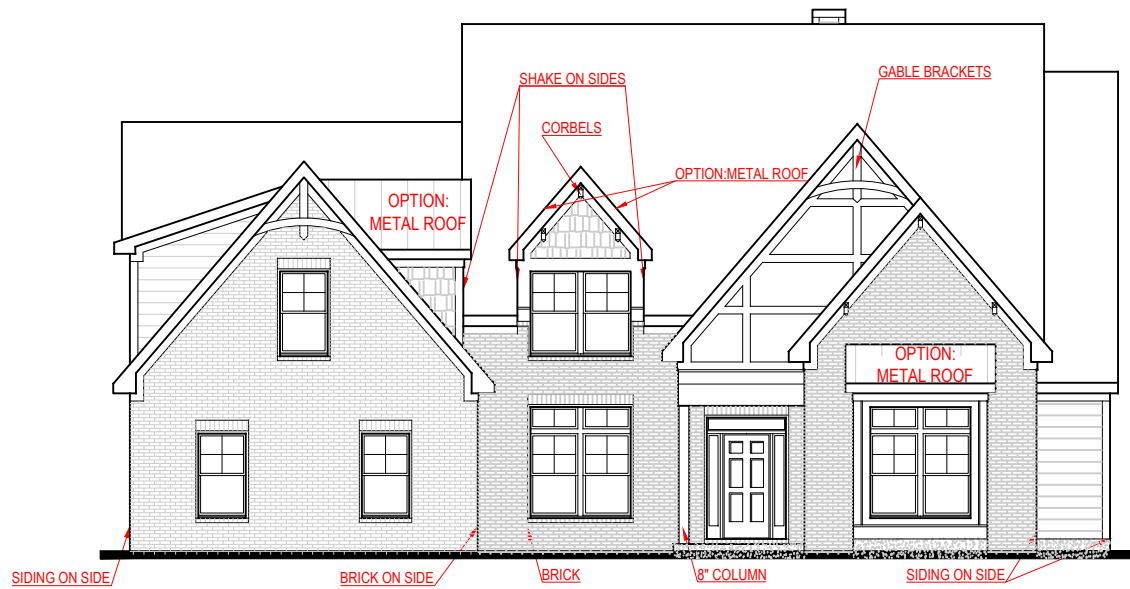 GABLE BRACKETS
SHAKE ON SIDES
CORBELS
OPTION:METAL ROOF
OPTION:
METAL ROOF
OPTION:
METAL ROOF
SIDING ON SIDE
BRICK ON SIDE
BRICK
8" COLUMN
SIDING ON SIDE